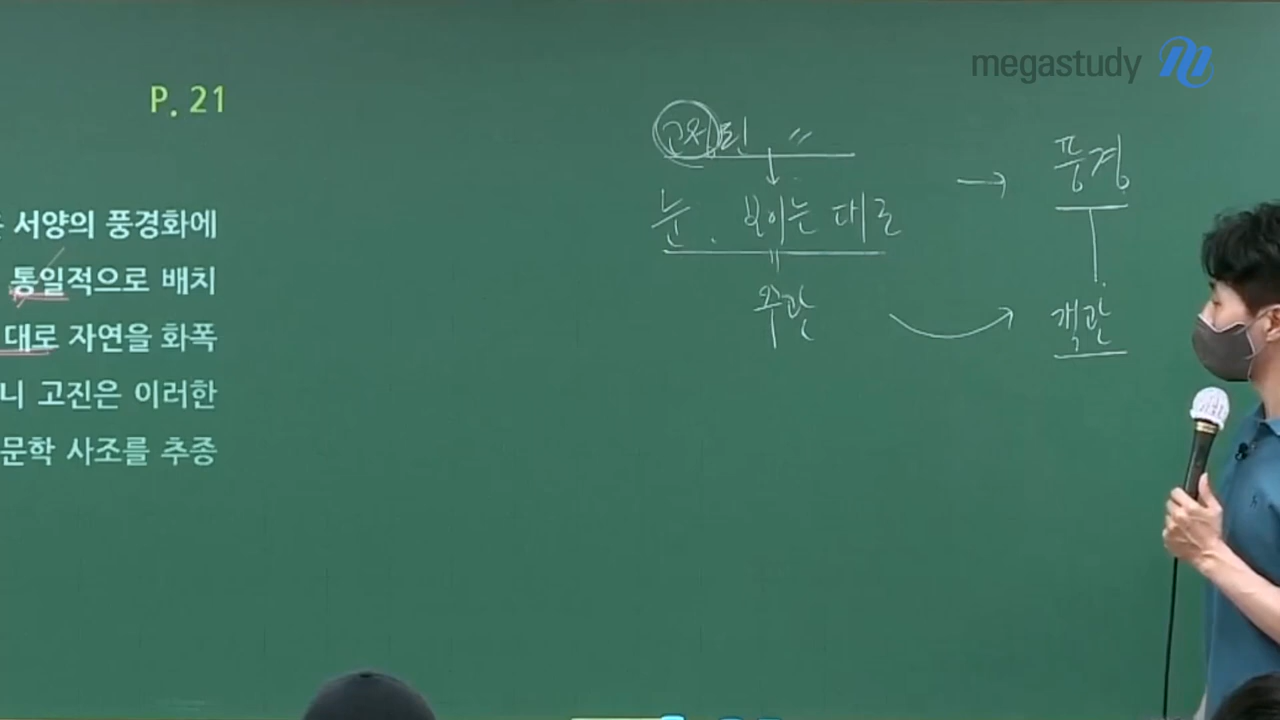 megastudy
P. 21
서양의 풍경화에
통일적으로 배치
대로 자연을 화폭
니 고진은 이러한
문학 사조를 추종
고정된 〃
눈. 보이는 대로
주관
→ 풍경
객관